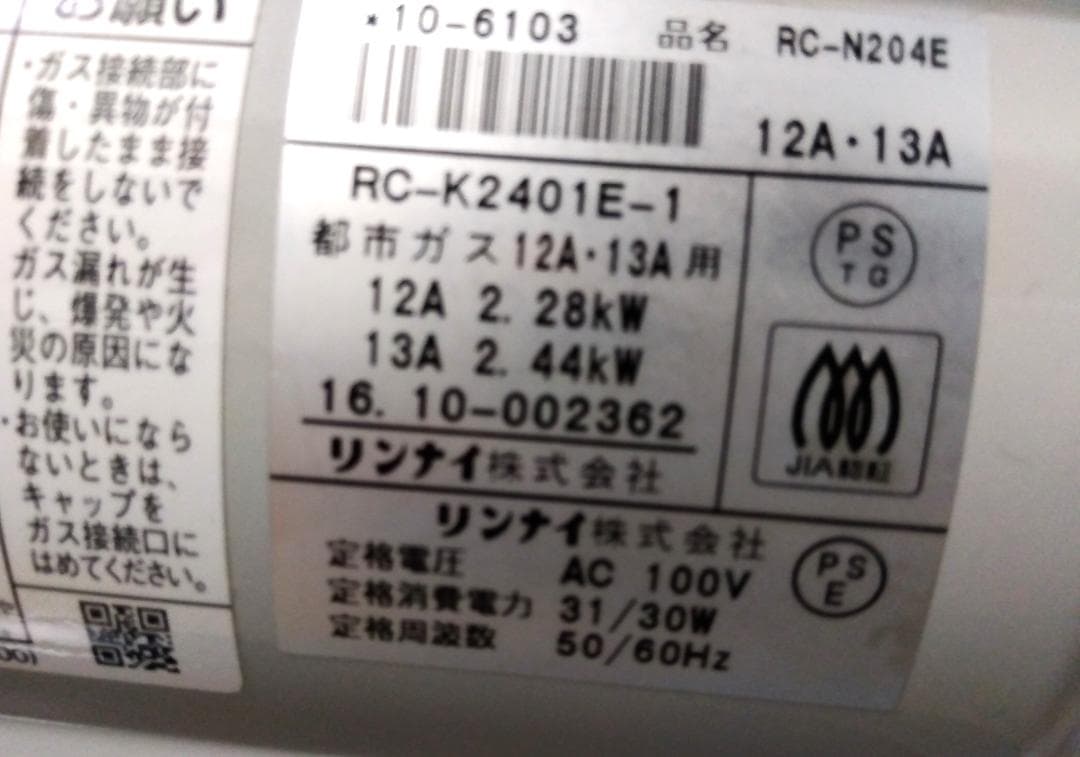 お願い
・ガス接続部に
傷・異物が付
着したまま接
続をしないで
ください。
ガス漏れが生
じ、爆発や火
災の原因にな
ります。
・お使いになら
ないときは、
キャップを
ガス接続口に
はめてください。
*10-6103 品名 RC-N204E
12A・13A
RC-K2401E-1
都市ガス12A・13A用
12A 2.28kW
13A 2.44kW
16.10-002362
リンナイ株式会社
PS
TG
JIA認証
リンナイ株式会社
定格電圧 AC 100V
定格消費電力 31/30W
定格周波数 50/60Hz
PS
E